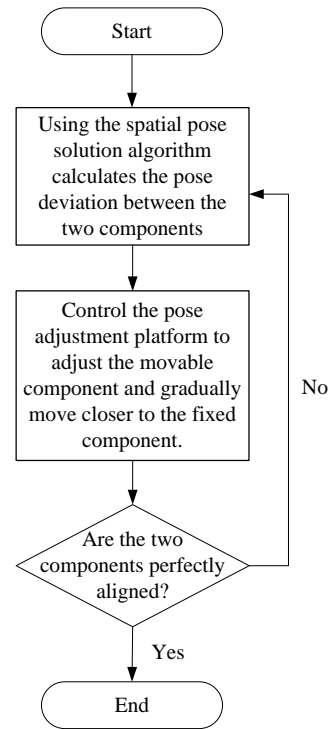 Start
Using the spatial pose
solution algorithm
calculates the pose
deviation between the
two components
Control the pose
adjustment platform to
adjust the movable
component and gradually
move closer to the fixed
component.
No
Are the two
components perfectly
aligned?
Yes
End